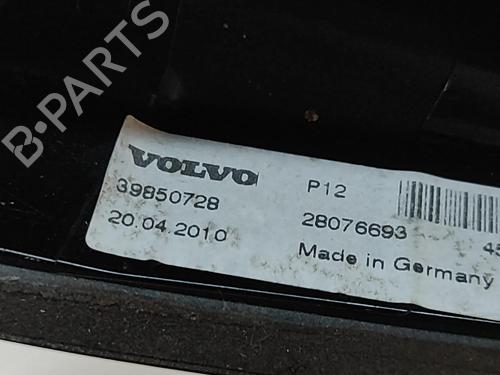 B-PARTS
VOLVO
P12
39850728
28076693
20.04.2010
Made in Germany